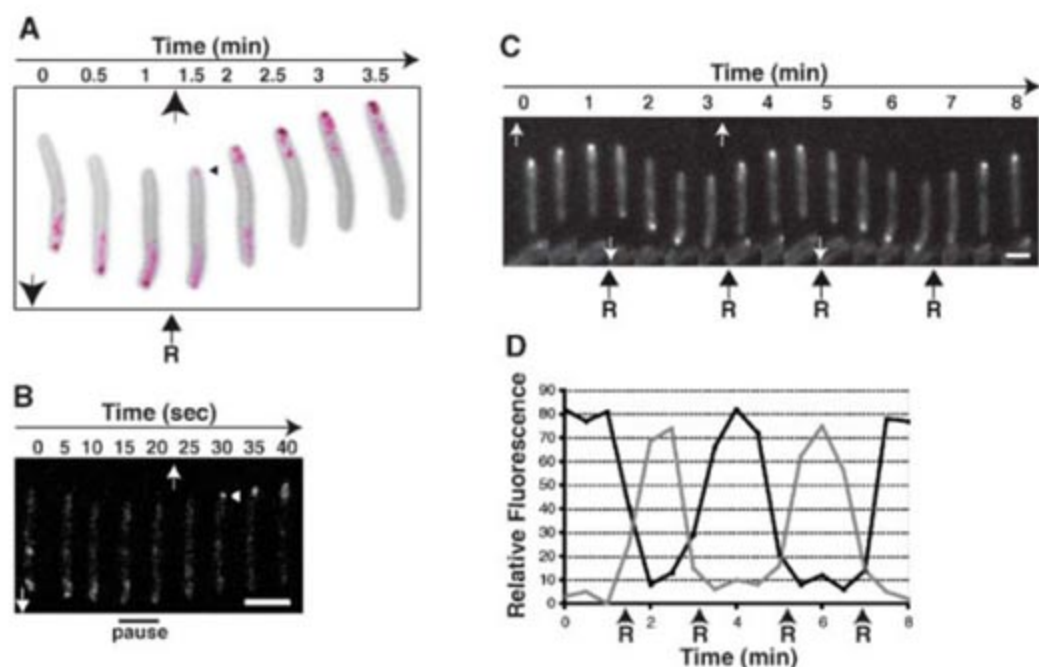 A
Time (min)
0 0.5 1 1.5 2 2.5 3 3.5
R
B
Time (sec)
0 5 10 15 20 25 30 35 40
pause
C
Time (min)
0 1 2 3 4 5 6 7 8
R R R R
D
Relative Fluorescence
90
80
70
60
50
40
30
20
10
0
0 2 4 6 8
R R R R
Time (min)